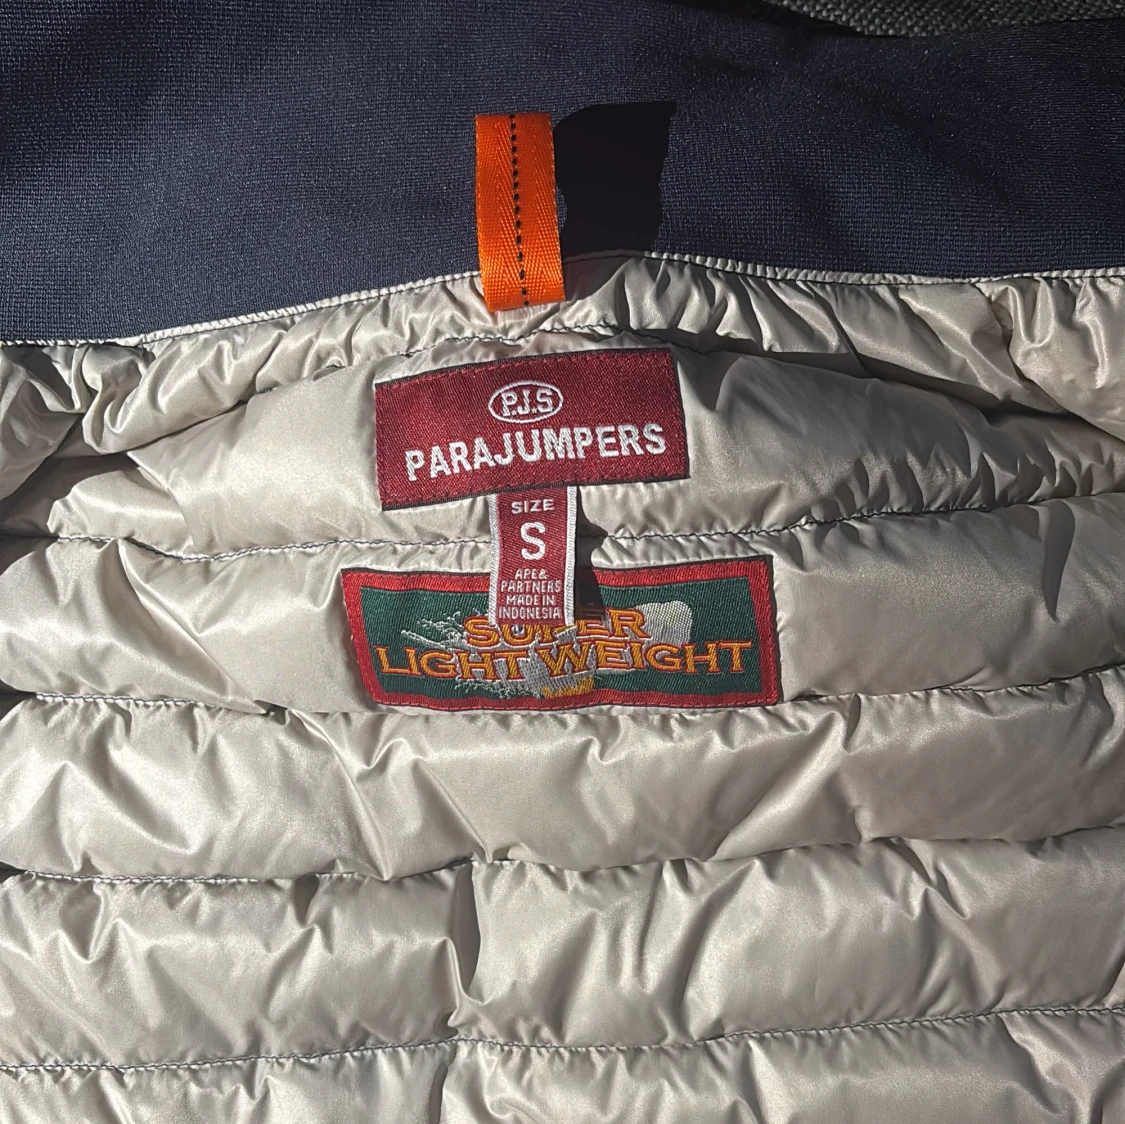 P.J.S
PARAJUMPERS
SIZE
S
APE&
PARTNERS
MADE IN
INDONESIA
SUPER
LIGHT WEIGHT